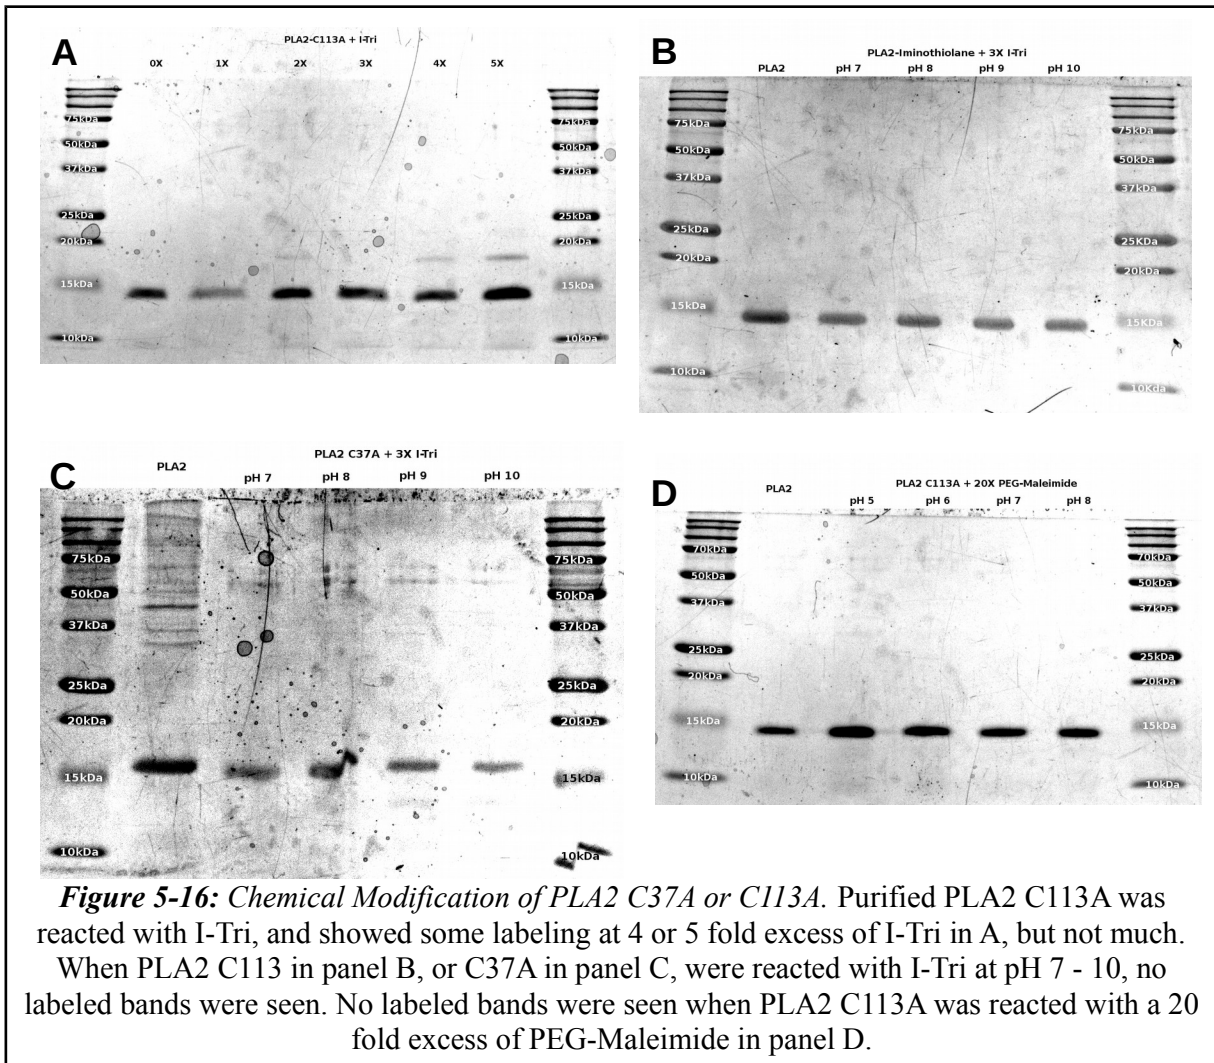 A
PLA2-C113A + I-Tri
0X 1X 2X 3X 4X 5X
75kDa 75kDa
50kDa 50kDa
37kDa 37kDa
25kDa 25kDa
20kDa 20kDa
15kDa 15kDa
10kDa 10kDa
B
PLA2-Iminothiolane + 3X I-Tri
PLA2 pH 7 pH 8 pH 9 pH 10
75kDa 75kDa
50kDa 50kDa
37kDa 37kDa
25kDa 25KDa
20kDa 20kDa
15kDa 15KDa
10kDa 10Kda
C
PLA2 C37A + 3X I-Tri
PLA2 pH 7 pH 8 pH 9 pH 10
75kDa 75kDa
50kDa 50kDa
37kDa 37kDa
25kDa 25kDa
20kDa 20kDa
15kDa 15kDa
10kDa 10kDa
D
PLA2 C113A + 20X PEG-Maleimide
PLA2 pH 5 pH 6 pH 7 pH 8
70kDa 70kDa
50kDa 50kDa
37kDa 37kDa
25kDa 25kDa
20kDa 20kDa
15kDa 15kDa
10kDa 10kDa
Figure 5-16: Chemical Modification of PLA2 C37A or C113A. Purified PLA2 C113A was
reacted with I-Tri, and showed some labeling at 4 or 5 fold excess of I-Tri in A, but not much.
When PLA2 C113 in panel B, or C37A in panel C, were reacted with I-Tri at pH 7 - 10, no
labeled bands were seen. No labeled bands were seen when PLA2 C113A was reacted with a 20
fold excess of PEG-Maleimide in panel D.